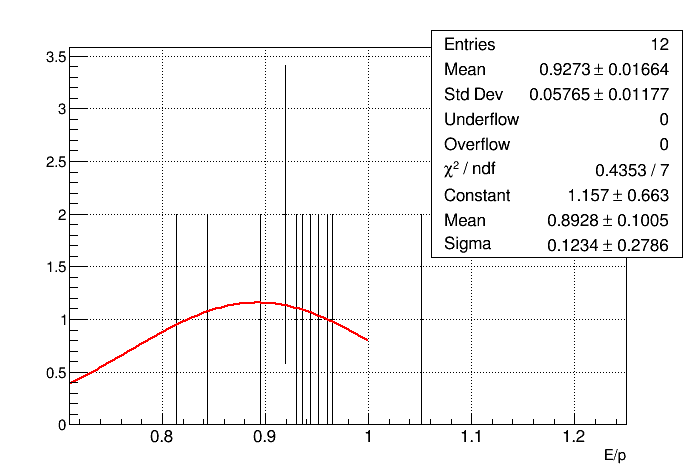 Entries 12
Mean 0.9273 ± 0.01664
Std Dev 0.05765 ± 0.01177
Underflow 0
Overflow 0
χ² / ndf 0.4353 / 7
Constant 1.157 ± 0.663
Mean 0.8928 ± 0.1005
Sigma 0.1234 ± 0.2786
3.5
3
2.5
2
1.5
1
0.5
0
0.8 0.9 1 1.1 1.2
E/p